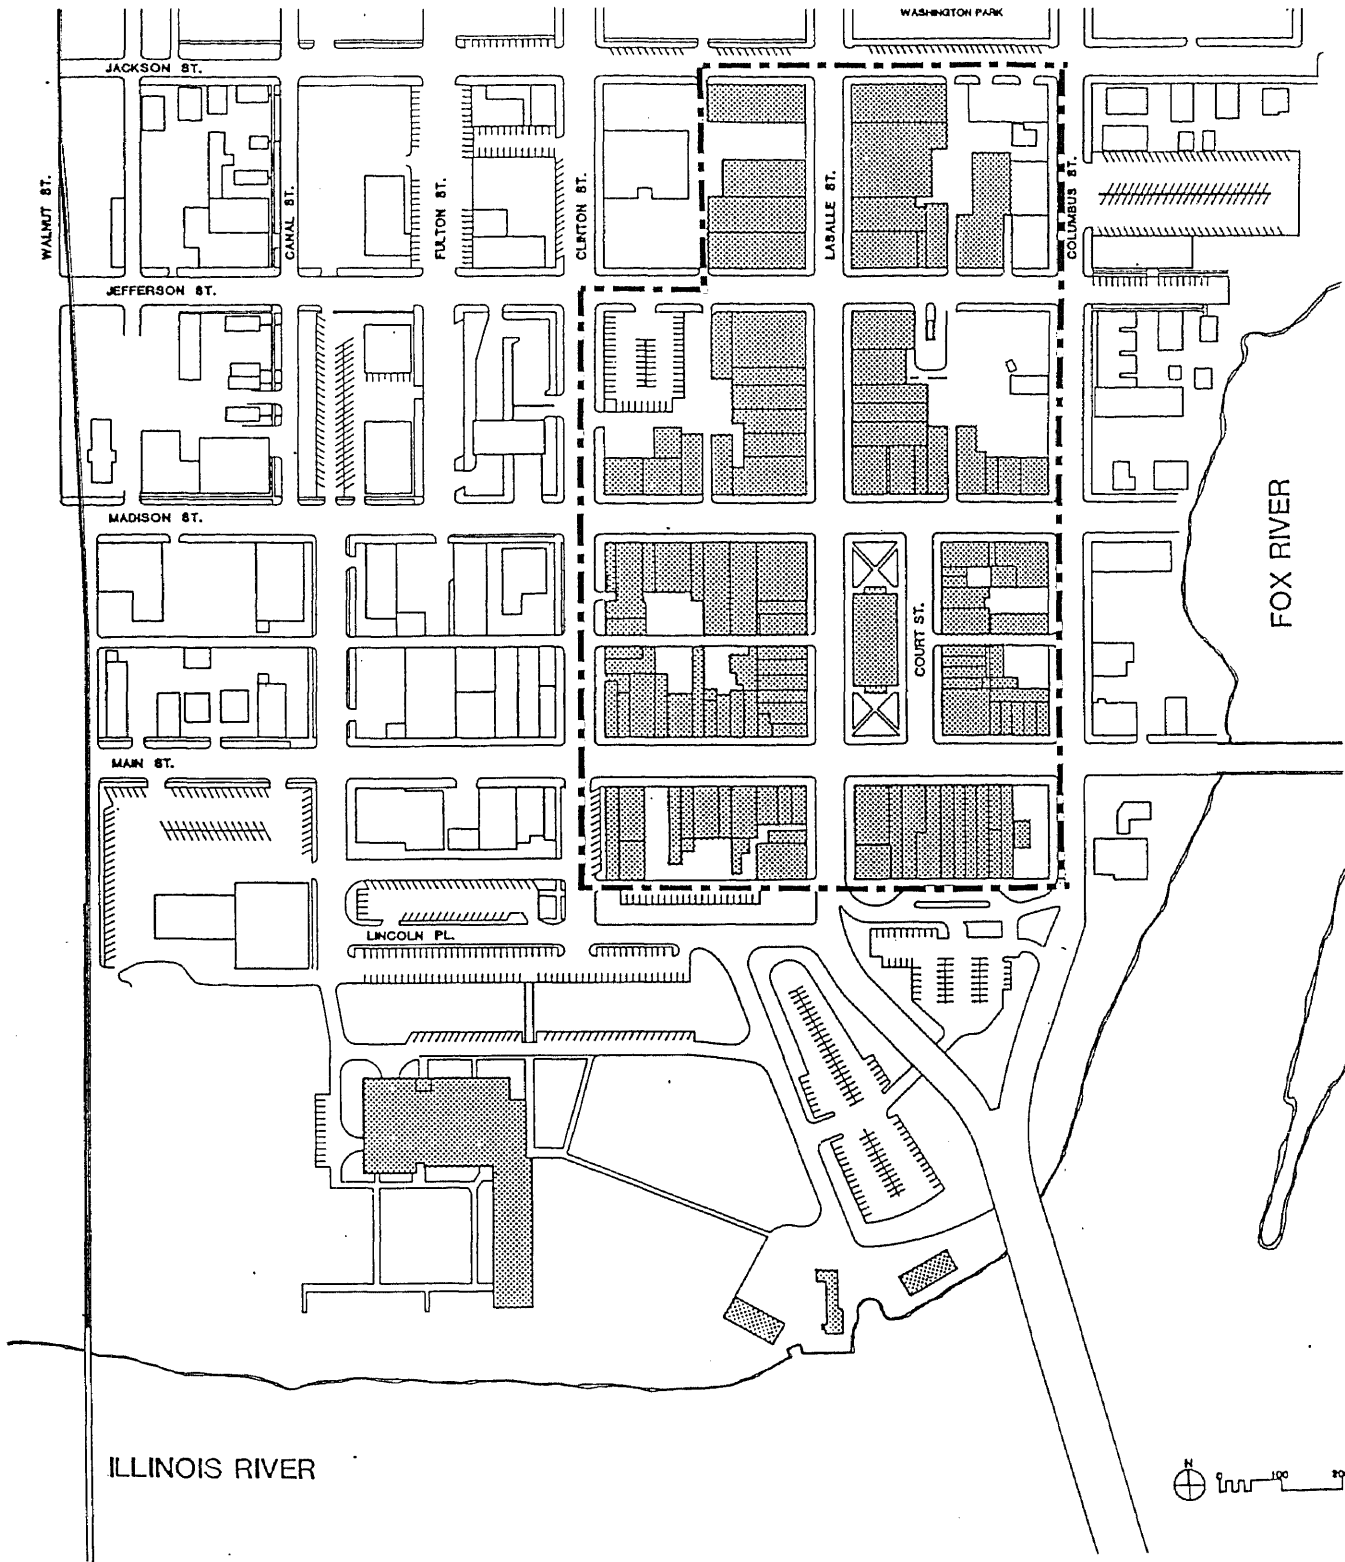 WASHINGTON PARK
JACKSON ST.
WALNUT ST.
CANAL ST.
FULTON ST.
CLINTON ST.
LASALLE ST.
COLUMBUS ST.
JEFFERSON ST.
MADISON ST.
FOX RIVER
COURT ST.
MAIN ST.
LINCOLN PL.
ILLINOIS RIVER
N
0 100 20